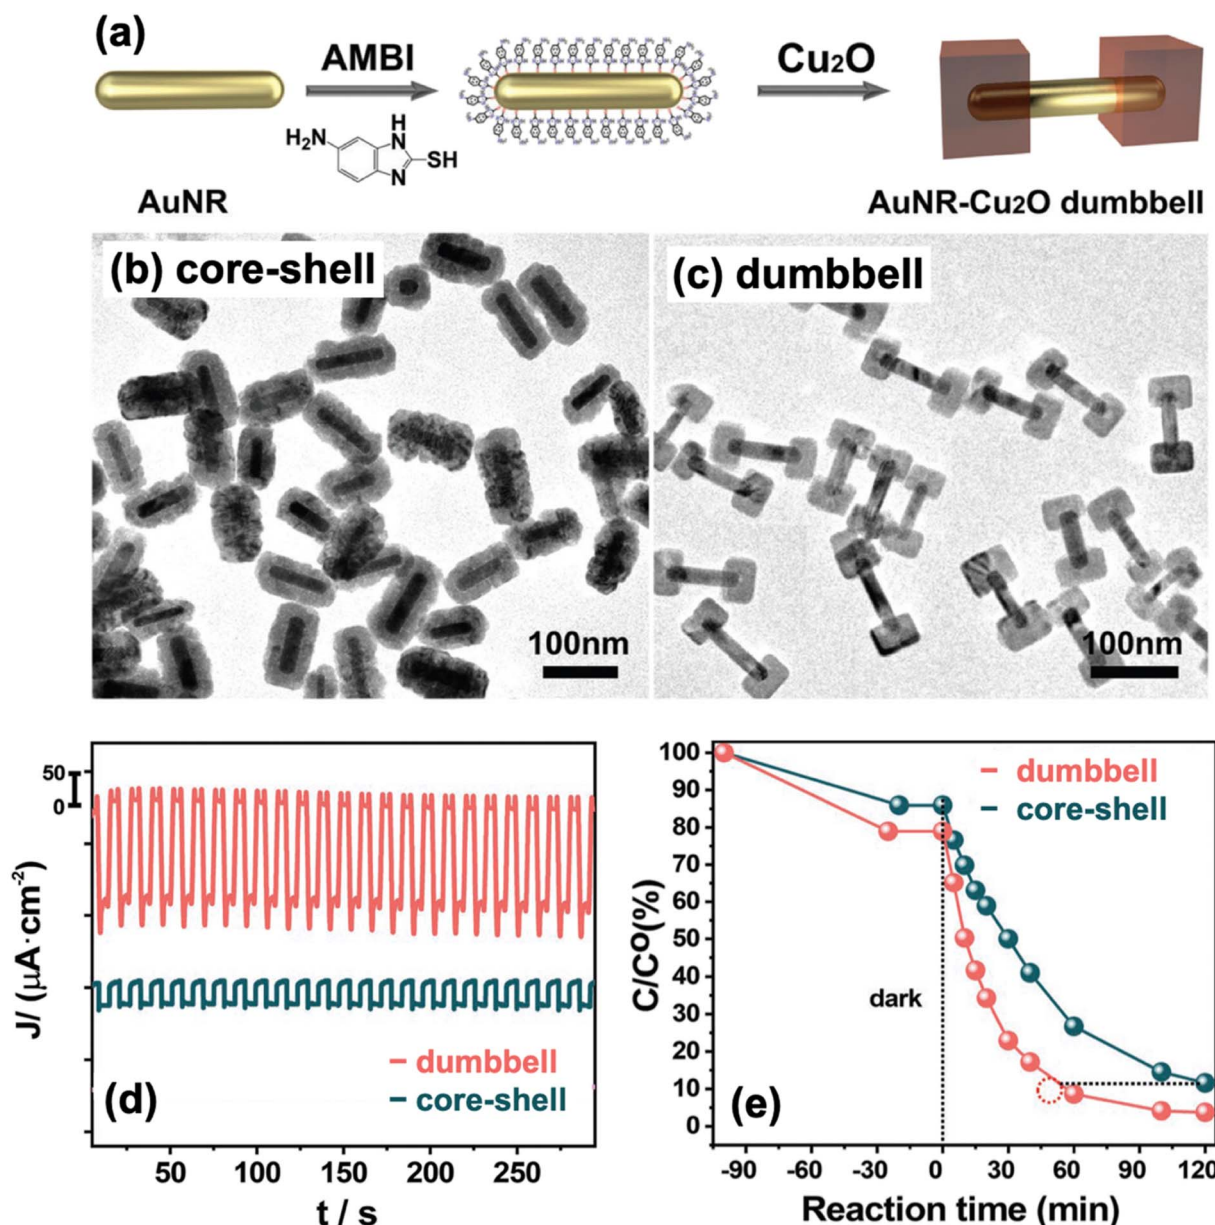 (a)
AMBI
Cu₂O
H₂N
H
N
SH
N
AuNR
AuNR-Cu₂O dumbbell
(b) core-shell
(c) dumbbell
100nm
100nm
50
0
J/ (μA·cm⁻²)
dumbbell
core-shell
(d)
50 100 150 200 250
t / s
100
90
80
70
60
50
40
30
20
10
0
C/C⁰(%)
dumbbell
core-shell
dark
(e)
-90 -60 -30 0 30 60 90 120
Reaction time (min)